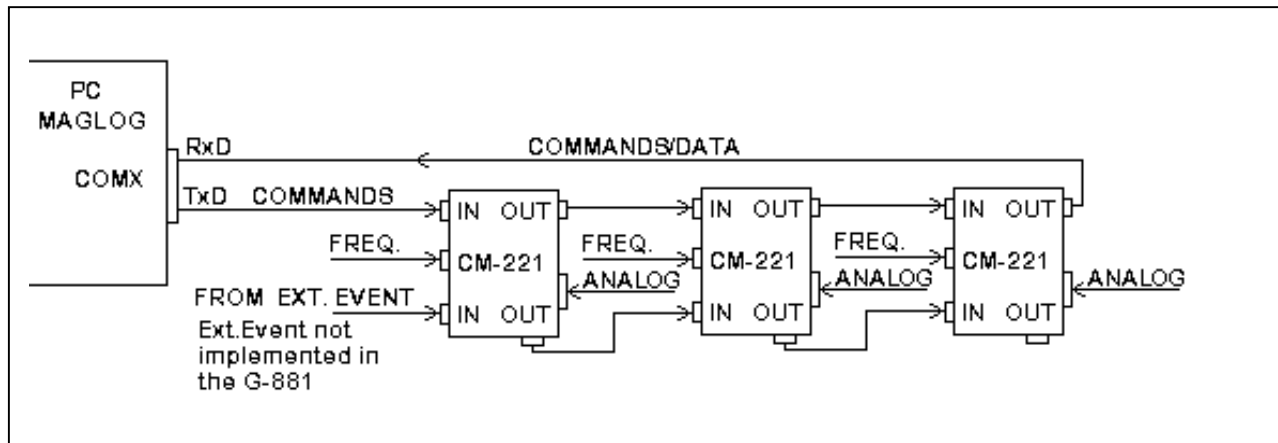 PC
MAGLOG
COMX
RxD
COMMANDS/DATA
TxD COMMANDS
IN OUT
FREQ.
CM-221
ANALOG
FROM EXT. EVENT
IN OUT
Ext.Event not
implemented in
the G-881
IN OUT
FREQ.
CM-221
ANALOG
IN OUT
IN OUT
FREQ.
CM-221
ANALOG
IN OUT